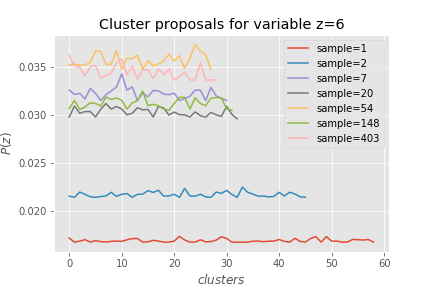 Cluster proposals for variable z=6
P(z)
0.035
0.030
0.025
0.020
0 10 20 30 40 50 60
clusters
sample=1
sample=2
sample=7
sample=20
sample=54
sample=148
sample=403